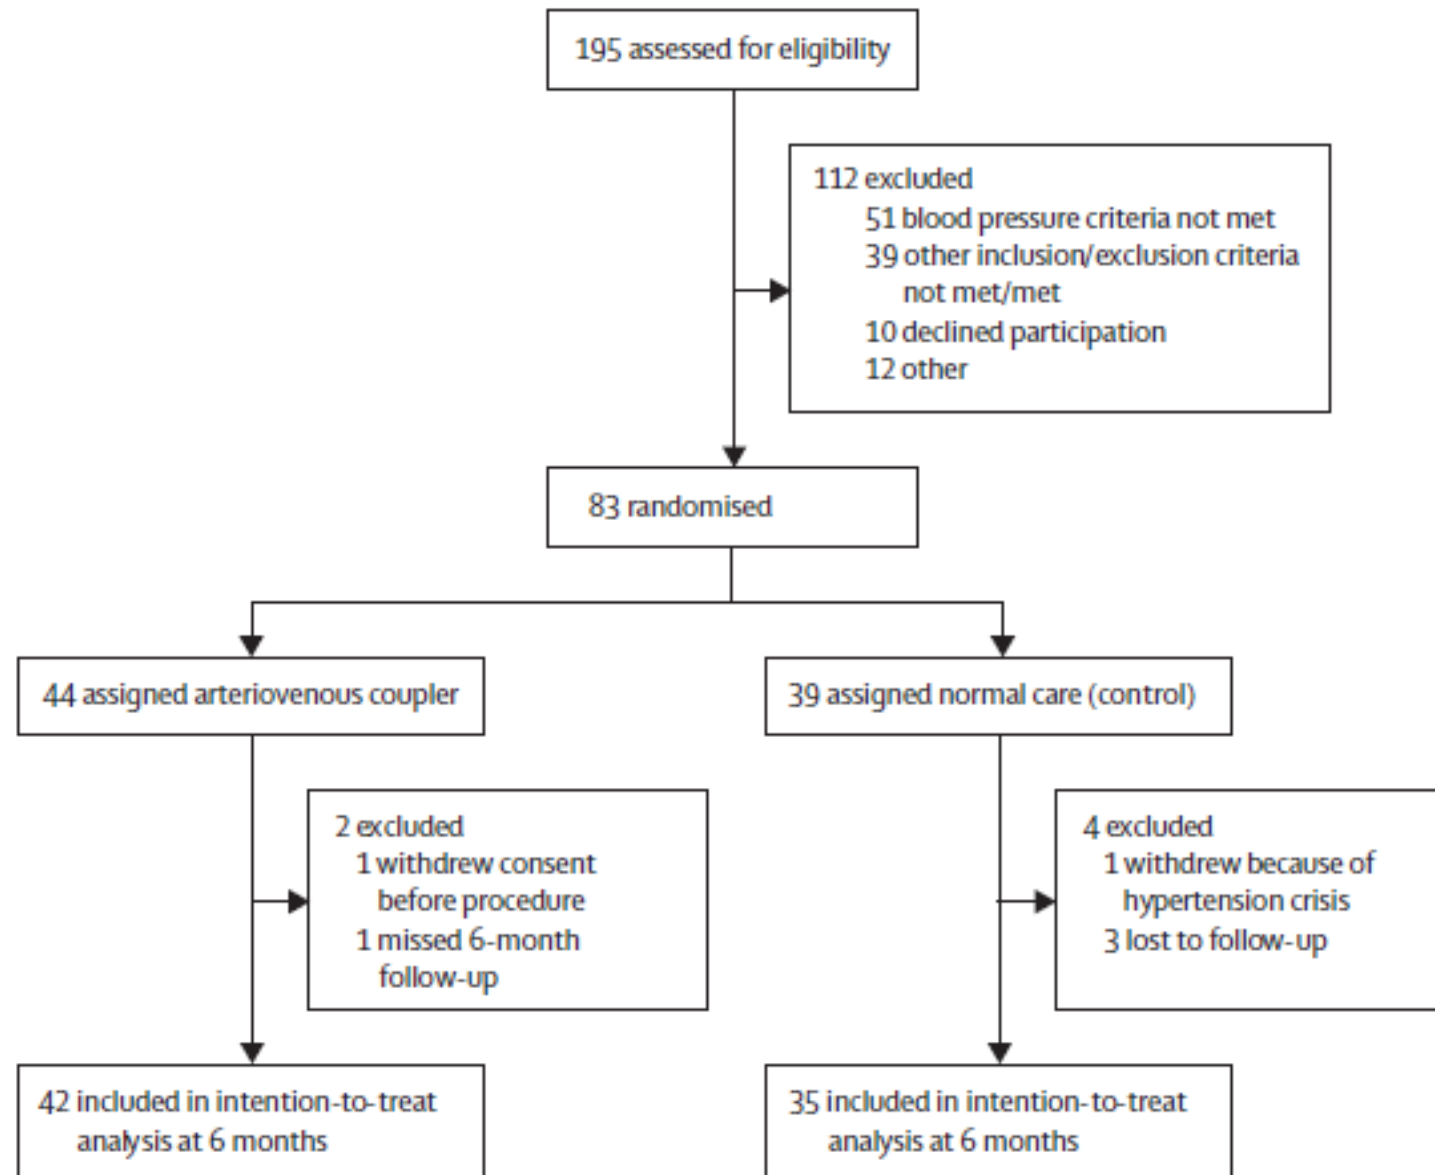 195 assessed for eligibility
112 excluded
51 blood pressure criteria not met
39 other inclusion/exclusion criteria
not met/met
10 declined participation
12 other
83 randomised
44 assigned arteriovenous coupler
39 assigned normal care (control)
2 excluded
1 withdrew consent
before procedure
1 missed 6-month
follow-up
4 excluded
1 withdrew because of
hypertension crisis
3 lost to follow-up
42 included in intention-to-treat
analysis at 6 months
35 included in intention-to-treat
analysis at 6 months